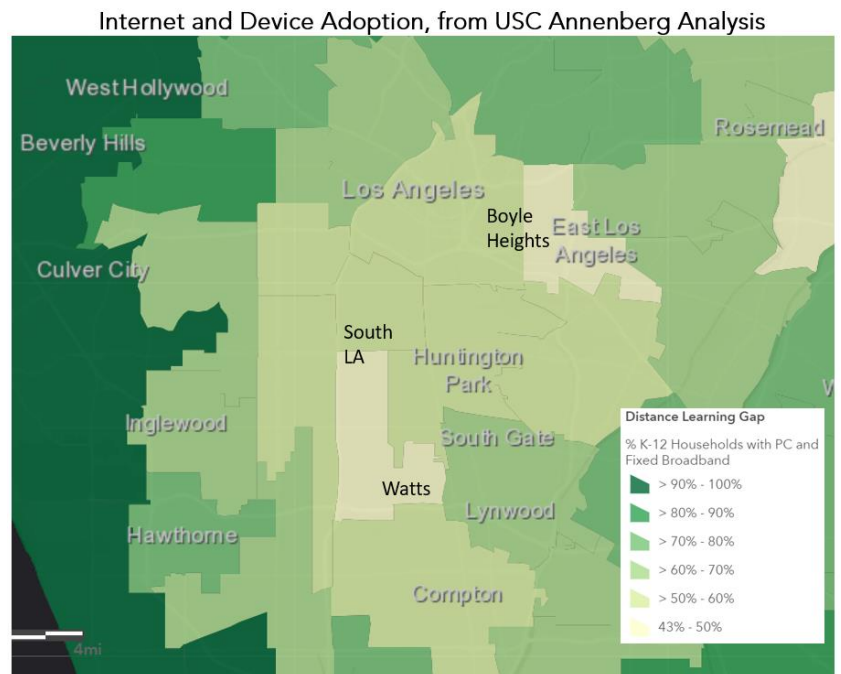 Internet and Device Adoption, from USC Annenberg Analysis
West Hollywood
Rosemead
Beverly Hills
Los Angeles
Boyle
Heights
East Los
Angeles
Culver City
South
LA
Huntington
Park
W
Inglewood
South Gate
Watts
Lynwood
Hawthorne
Compton
4mi
Distance Learning Gap
% K-12 Households with PC and
Fixed Broadband
> 90% - 100%
> 80% - 90%
> 70% - 80%
> 60% - 70%
> 50% - 60%
43% - 50%